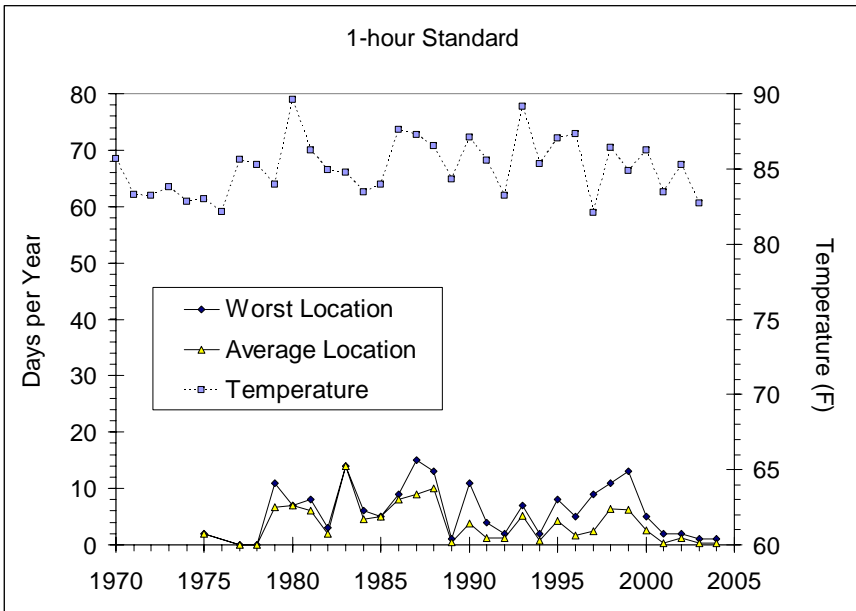 1-hour Standard
80
70
60
50
40
30
20
10
0
Days per Year
90
85
80
75
70
65
60
Temperature (F)
Worst Location
Average Location
Temperature
1970 1975 1980 1985 1990 1995 2000 2005